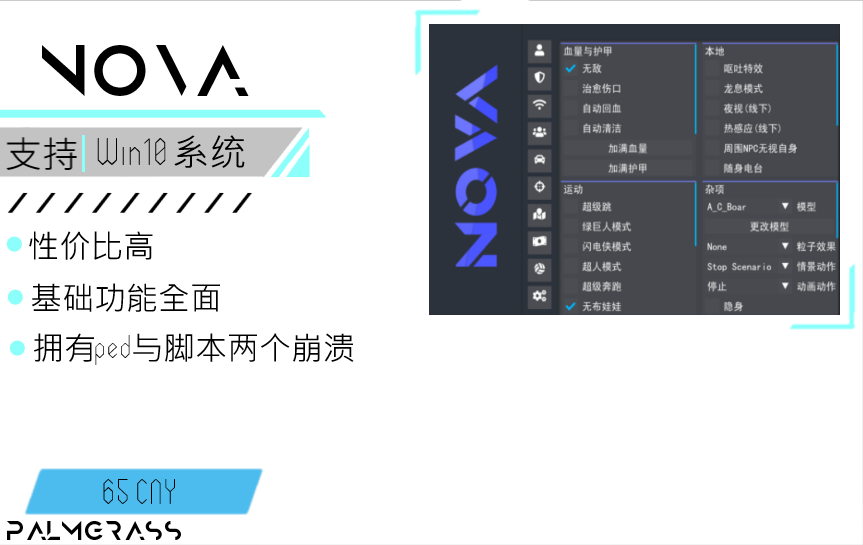 NOVA
支持 Win10 系统
性价比高
基础功能全面
拥有ped与脚本两个崩溃
65 CNY
PALMGRASS
NOVA
血量与护甲
无敌
治愈伤口
自动回血
自动清洁
加满血量
加满护甲
运动
超级跳
绿巨人模式
闪电侠模式
超人模式
超级奔跑
无布娃娃
本地
呕吐特效
龙息模式
夜视(线下)
热感应(线下)
周围NPC无视自身
随身电台
杂项
A_C_Boar 模型
更改模型
None 粒子效果
Stop Scenario 情景动作
停止 动画动作
隐身